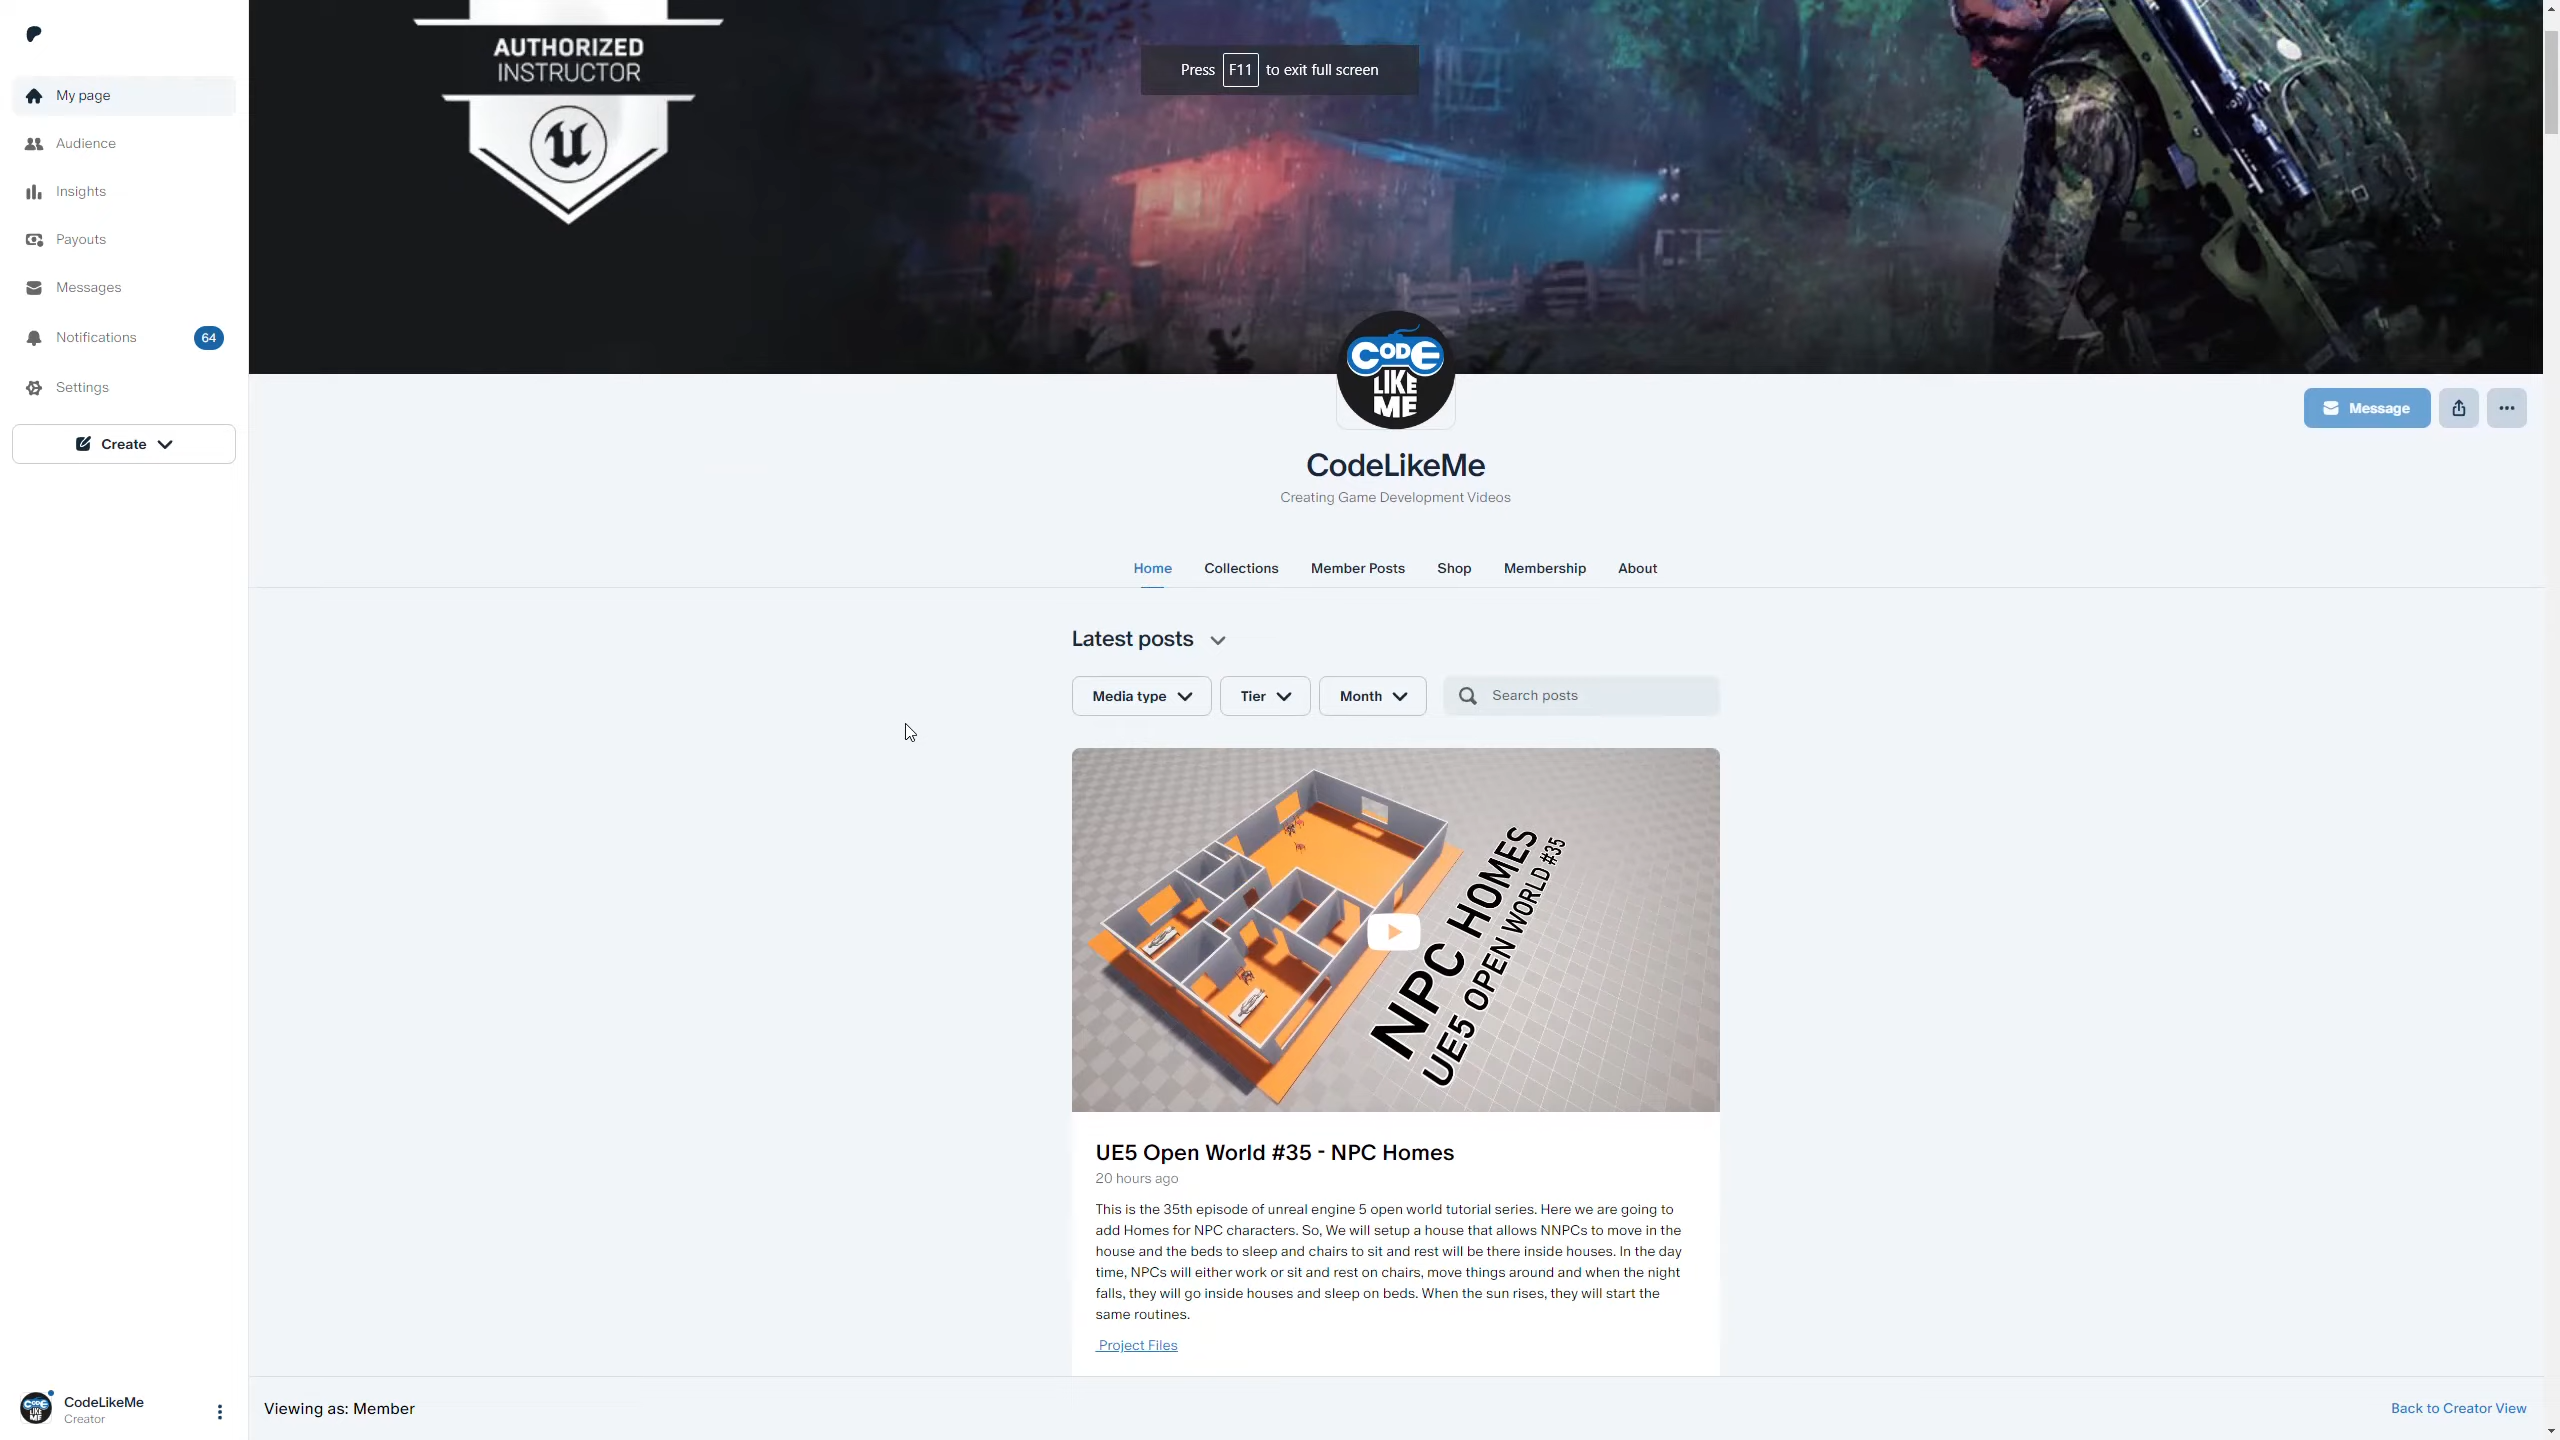 My page
Audience
Insights
Payouts
Messages
Notifications
64
Settings
Create
AUTHORIZED
INSTRUCTOR
Press F11 to exit full screen
CODE
LIKE
ME
Message
CodeLikeMe
Creating Game Development Videos
Home Collections Member Posts Shop Membership About
Latest posts
Media type Tier Month Search posts
NPC HOMES
UE5 OPEN WORLD #35
UE5 Open World #35 - NPC Homes
20 hours ago
This is the 35th episode of unreal engine 5 open world tutorial series. Here we are going to
add Homes for NPC characters. So, We will setup a house that allows NNPCs to move in the
house and the beds to sleep and chairs to sit and rest will be there inside houses. In the day
time, NPCs will either work or sit and rest on chairs, move things around and when the night
falls, they will go inside houses and sleep on beds. When the sun rises, they will start the
same routines.
Project Files
CODE
LIKE
ME
CodeLikeMe
Creator
Viewing as: Member
Back to Creator View